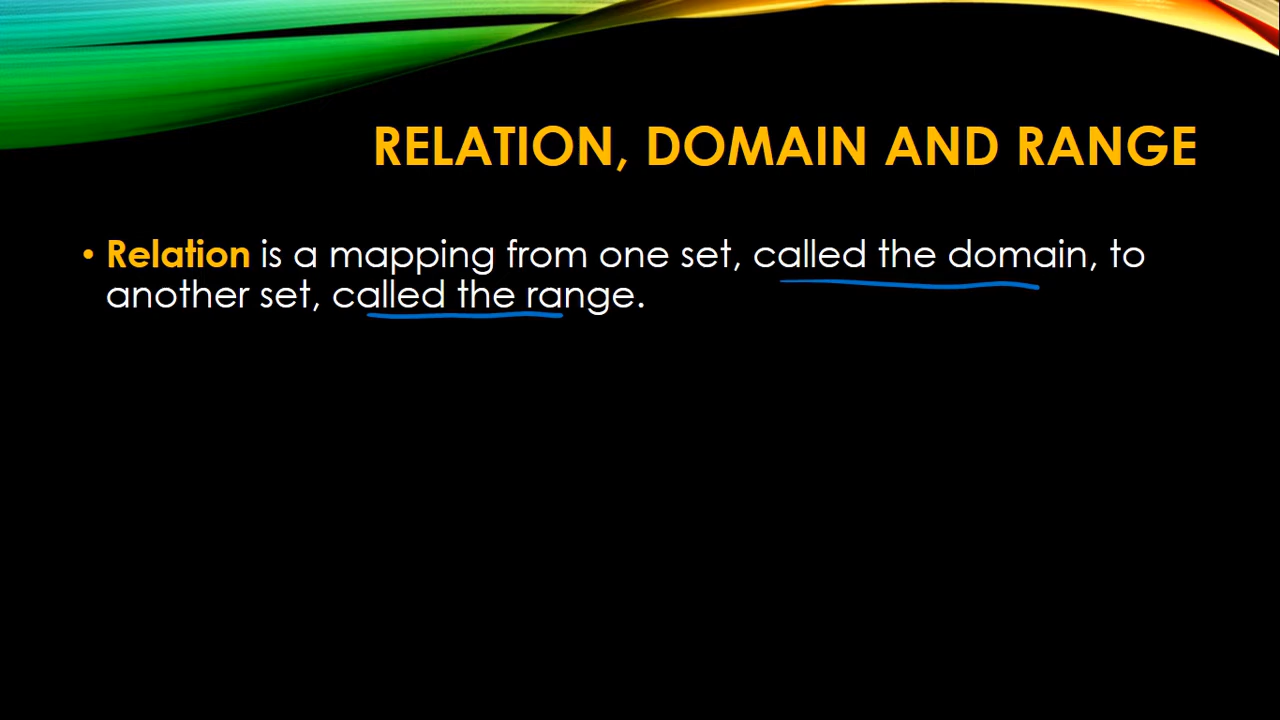 RELATION, DOMAIN AND RANGE
• Relation is a mapping from one set, called the domain, to
another set, called the range.